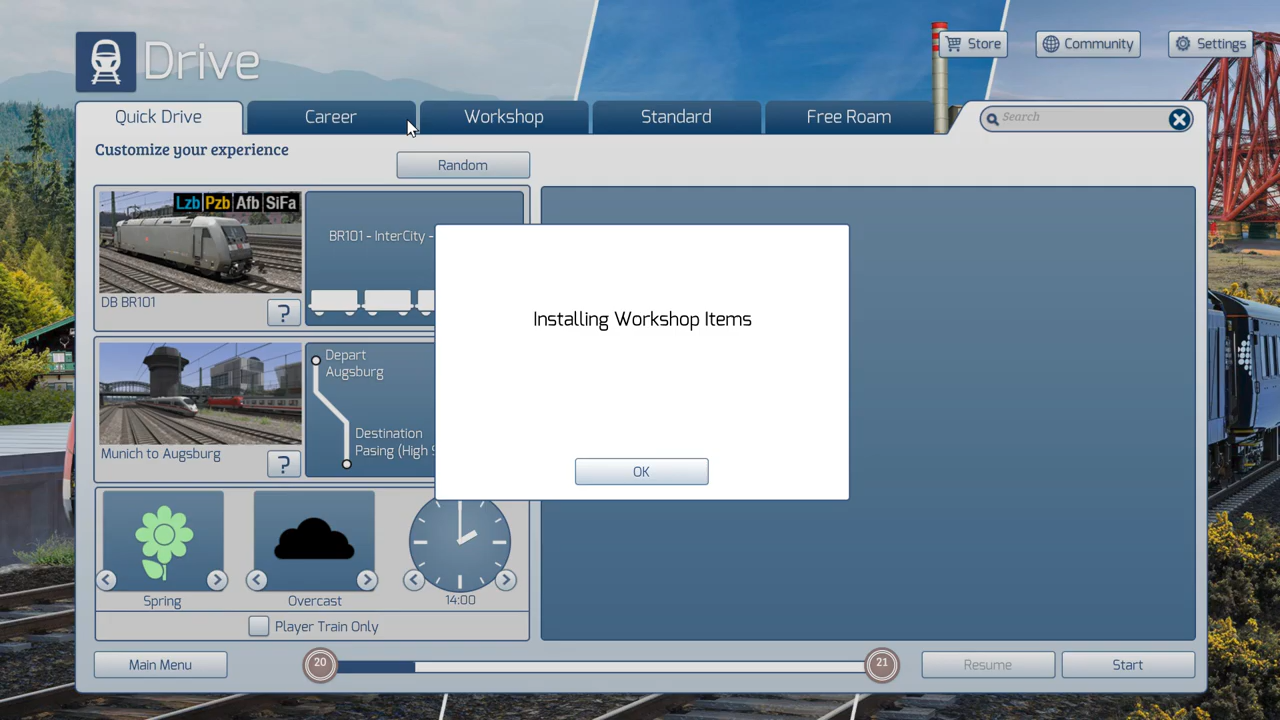 Drive
Store
Community
Settings
Quick Drive
Career
Workshop
Standard
Free Roam
Search
Customize your experience
Random
Lzb Pzb Afb SiFa
DB BR101
?
BR101 - InterCity -
Installing Workshop Items
OK
Munich to Augsburg
?
Depart
Augsburg
Destination
Pasing (High S
Spring
Overcast
14:00
Player Train Only
Main Menu
20
21
Resume
Start